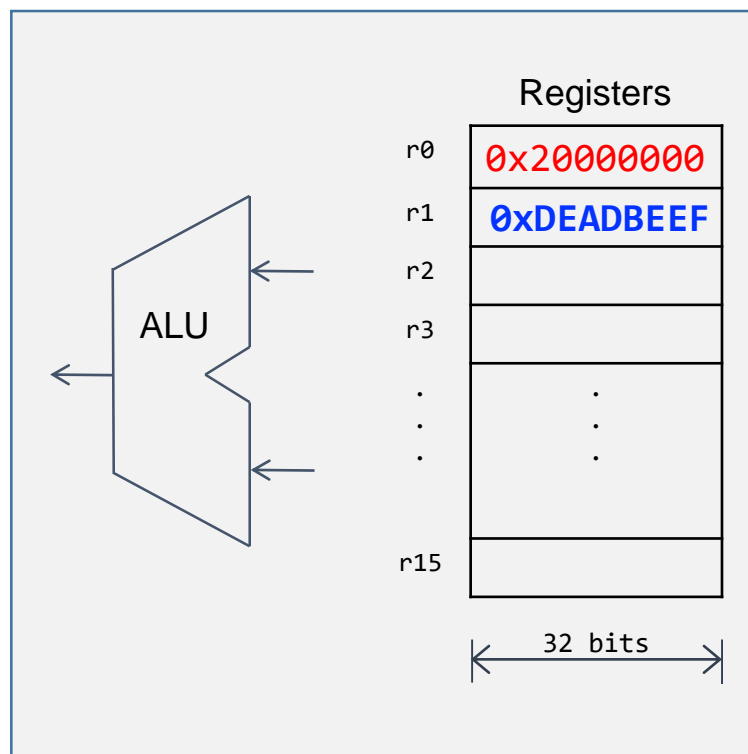 Registers
r0
0x20000000
r1
0xDEADBEEF
r2
ALU
r3
.
.
.
.
.
.
r15
32 bits